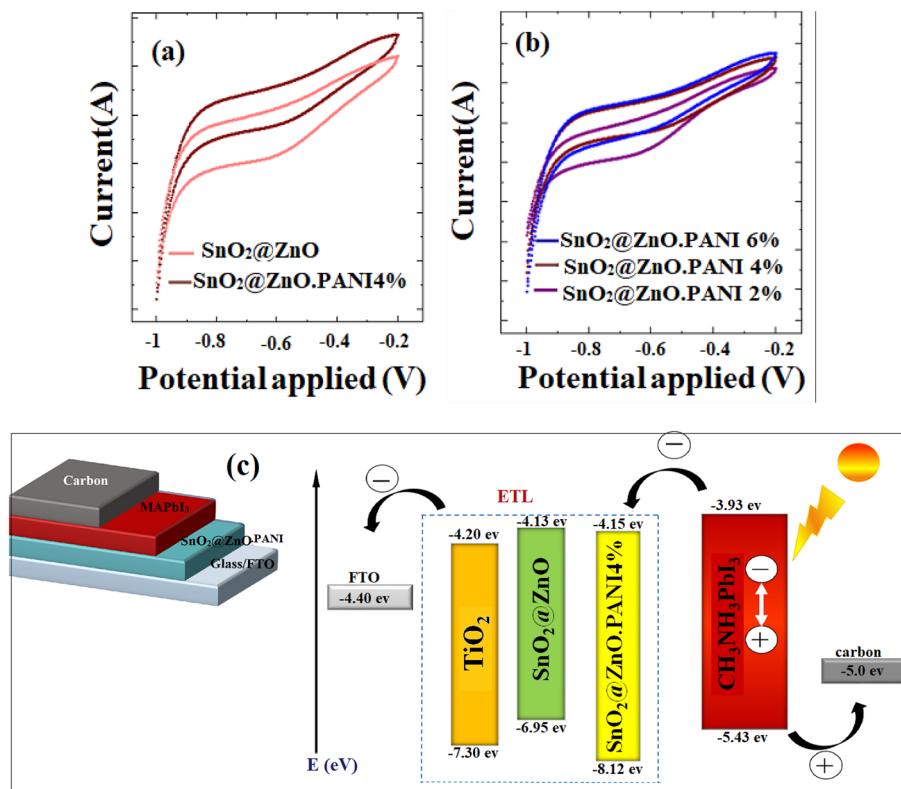 (a)
Current(A)
SnO₂@ZnO
SnO₂@ZnO.PANI4%
-1 -0.8 -0.6 -0.4 -0.2
Potential applied (V)
(b)
Current(A)
SnO₂@ZnO.PANI 6%
SnO₂@ZnO.PANI 4%
SnO₂@ZnO.PANI 2%
-1 -0.8 -0.6 -0.4 -0.2
Potential applied (V)
(c)
Carbon
MAPbI₃
SnO₂@ZnO.PANI
Glass/FTO
E (eV)
−
FTO
-4.40 ev
ETL
-4.20 ev
TiO₂
-7.30 ev
-4.13 ev
SnO₂@ZnO
-6.95 ev
-4.15 ev
SnO₂@ZnO.PANI4%
-8.12 ev
−
-3.93 ev
CH₃NH₃PbI₃
−
+
-5.43 ev
carbon
-5.0 ev
+